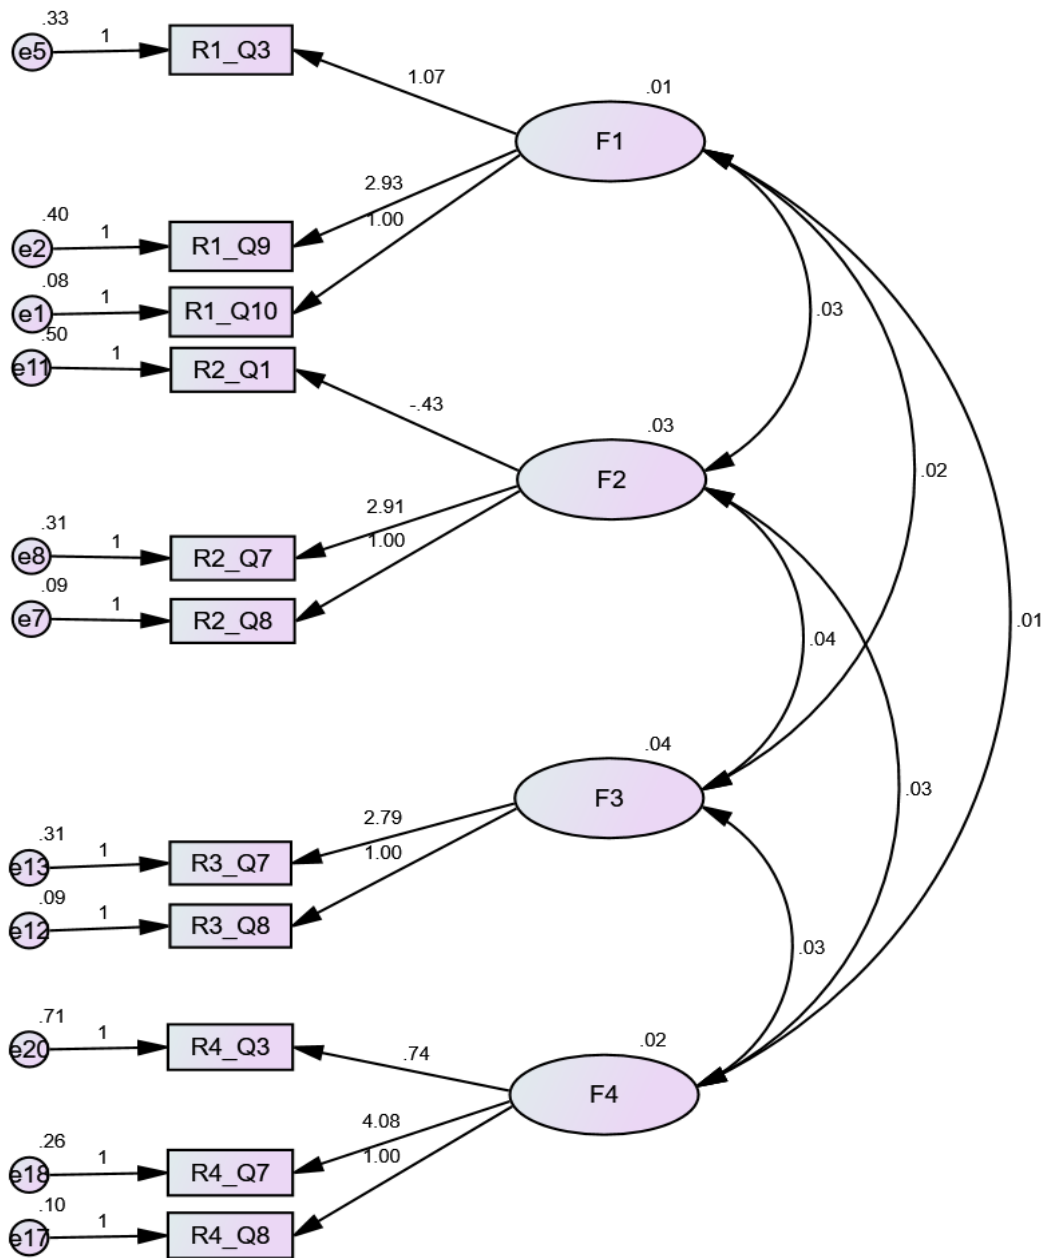 .33
e5
1
R1_Q3
1.07
.01
F1
2.93
1.00
.40
e2
1
R1_Q9
.08
e1
1
R1_Q10
.03
.50
e11
1
R2_Q1
-.43
.03
F2
.02
2.91
1.00
.31
e8
1
R2_Q7
.09
e7
1
R2_Q8
.04
.01
.04
F3
.03
2.79
1.00
.31
e13
1
R3_Q7
.09
e12
1
R3_Q8
.03
.71
e20
1
R4_Q3
.74
.02
F4
4.08
1.00
.26
e18
1
R4_Q7
.10
e17
1
R4_Q8